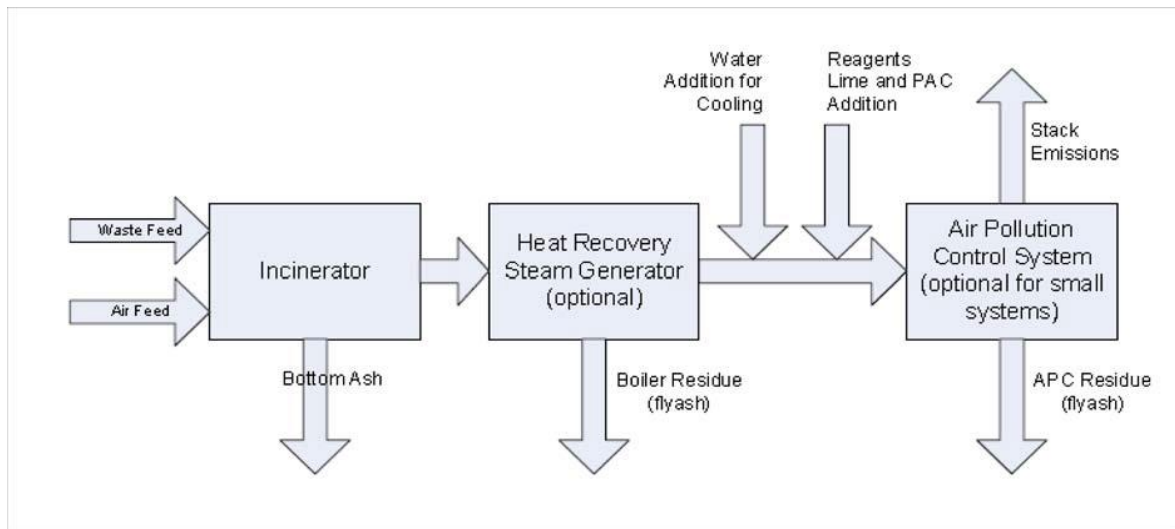 Water
Addition for
Cooling
Reagents
Lime and PAC
Addition
Stack
Emissions
Waste Feed
Air Feed
Incinerator
Heat Recovery
Steam Generator
(optional)
Air Pollution
Control System
(optional for small
systems)
Bottom Ash
Boiler Residue
(flyash)
APC Residue
(flyash)